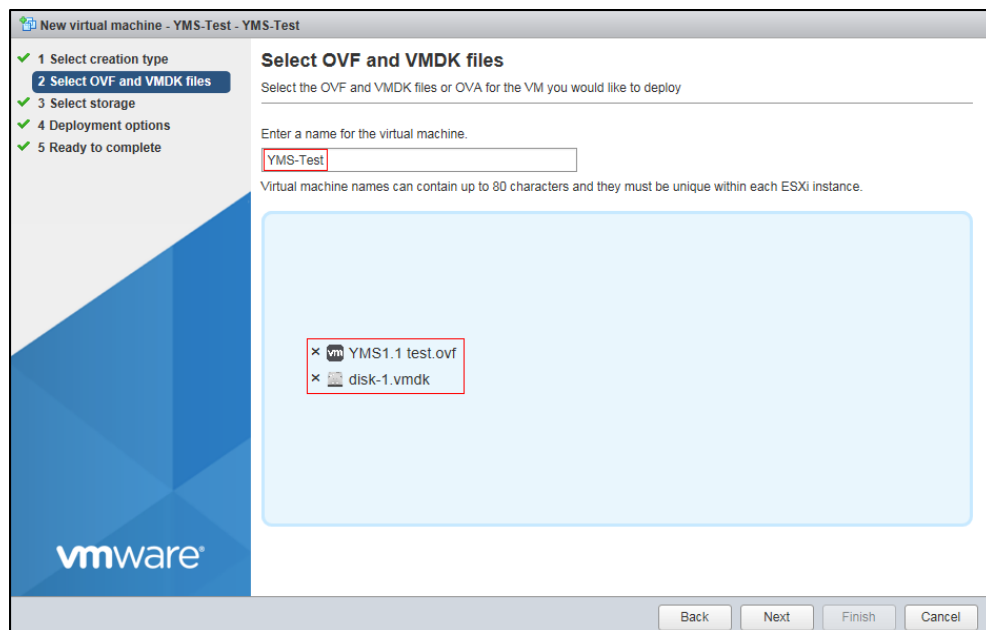 New virtual machine - YMS-Test - YMS-Test
1 Select creation type
2 Select OVF and VMDK files
3 Select storage
4 Deployment options
5 Ready to complete
Select OVF and VMDK files
Select the OVF and VMDK files or OVA for the VM you would like to deploy
Enter a name for the virtual machine.
YMS-Test
Virtual machine names can contain up to 80 characters and they must be unique within each ESXi instance.
× vm YMS1.1 test.ovf
× disk-1.vmdk
vmware®
Back Next Finish Cancel